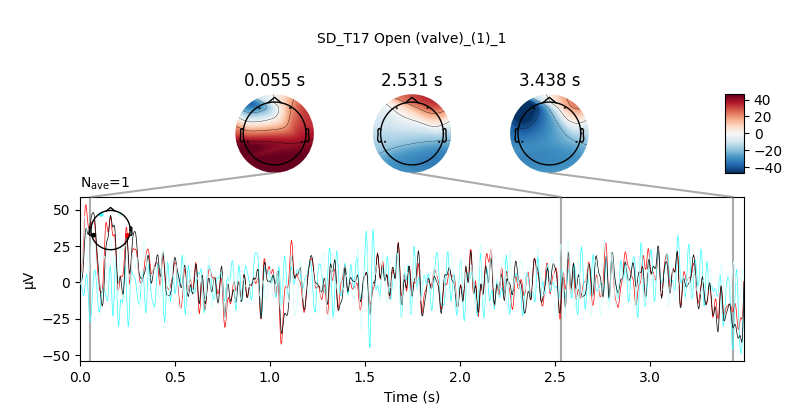 SD_T17 Open (valve)_(1)_1
0.055 s 2.531 s 3.438 s
40
20
0
−20
−40
Nave=1
50
25
0
−25
−50
μV
0.0 0.5 1.0 1.5 2.0 2.5 3.0
Time (s)